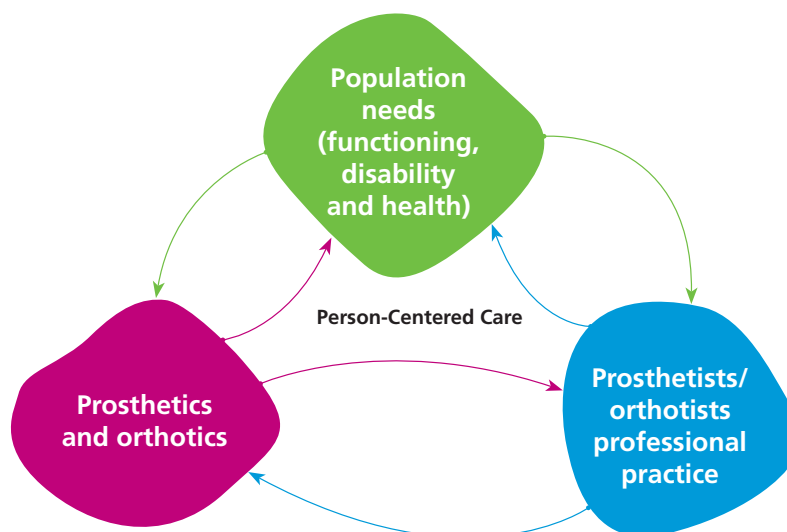 Population
needs
(functioning,
disability
and health)
Person-Centered Care
Prosthetics
and orthotics
Prosthetists/
orthotists
professional
practice